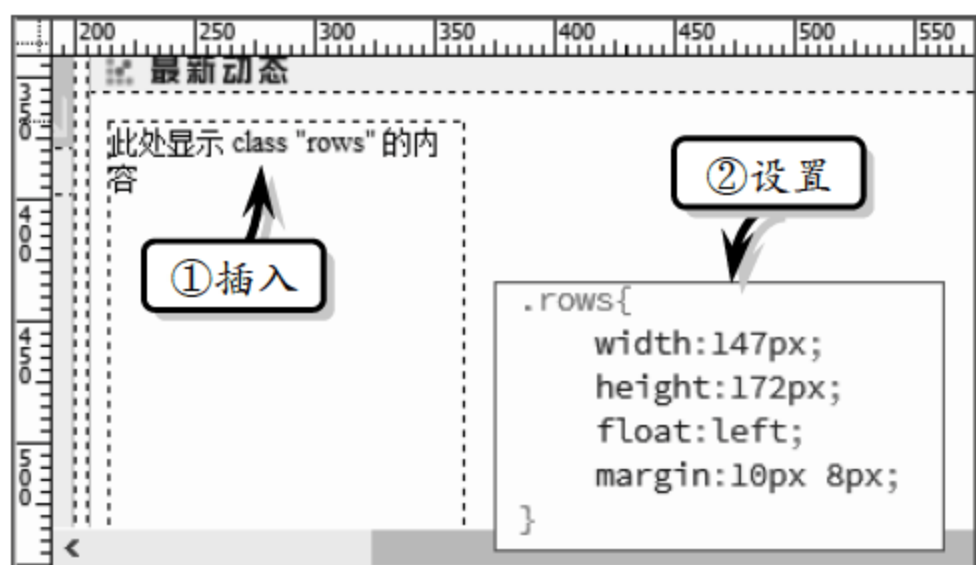 200 250 300 350 400 450 500 550
最新动态
350
400
450
500
此处显示 class "rows" 的内
容
①插入
②设置
.rows{
width:147px;
height:172px;
float:left;
margin:10px 8px;
}